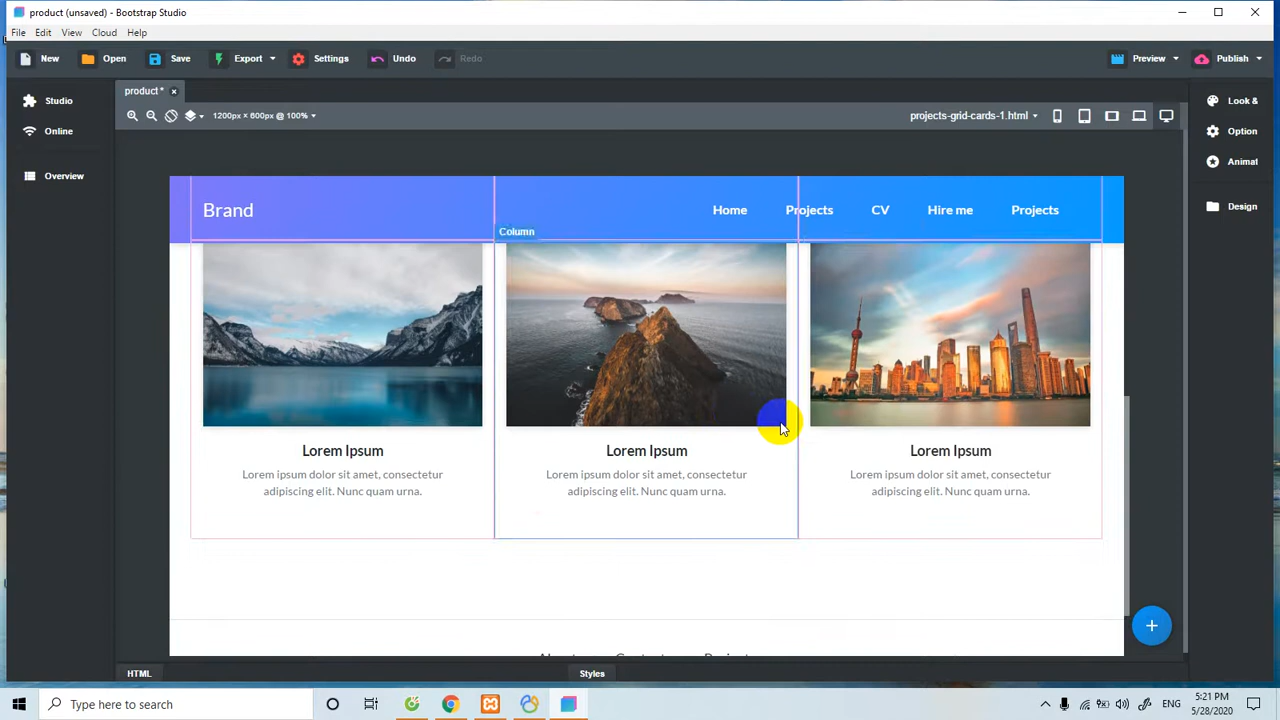 product (unsaved) - Bootstrap Studio
File Edit View Cloud Help
New Open Save Export Settings Undo Redo Preview Publish
product *
Studio
Online
Overview
1200px × 600px @ 100%
projects-grid-cards-1.html
Look &
Option
Animat
Design
Brand
Home Projects CV Hire me Projects
Column
Lorem Ipsum
Lorem ipsum dolor sit amet, consectetur
adipiscing elit. Nunc quam urna.
Lorem Ipsum
Lorem ipsum dolor sit amet, consectetur
adipiscing elit. Nunc quam urna.
Lorem Ipsum
Lorem ipsum dolor sit amet, consectetur
adipiscing elit. Nunc quam urna.
HTML
Styles
Type here to search
ENG
5:21 PM
5/28/2020